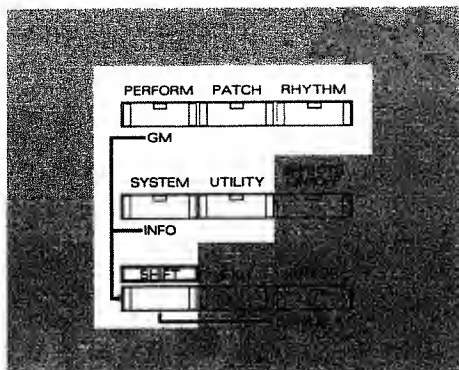 PERFORM PATCH RHYTHM
GM
SYSTEM UTILITY
INFO
SHIFT